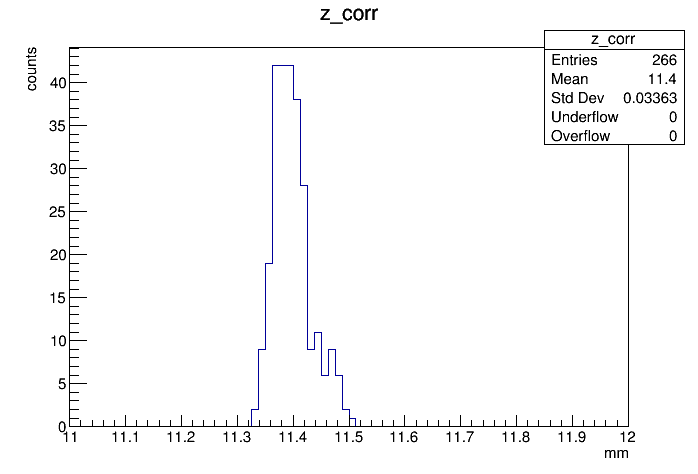 z_corr
counts
z_corr
Entries 266
Mean 11.4
Std Dev 0.03363
Underflow 0
Overflow 0
40
35
30
25
20
15
10
5
0
11 11.1 11.2 11.3 11.4 11.5 11.6 11.7 11.8 11.9 12
mm